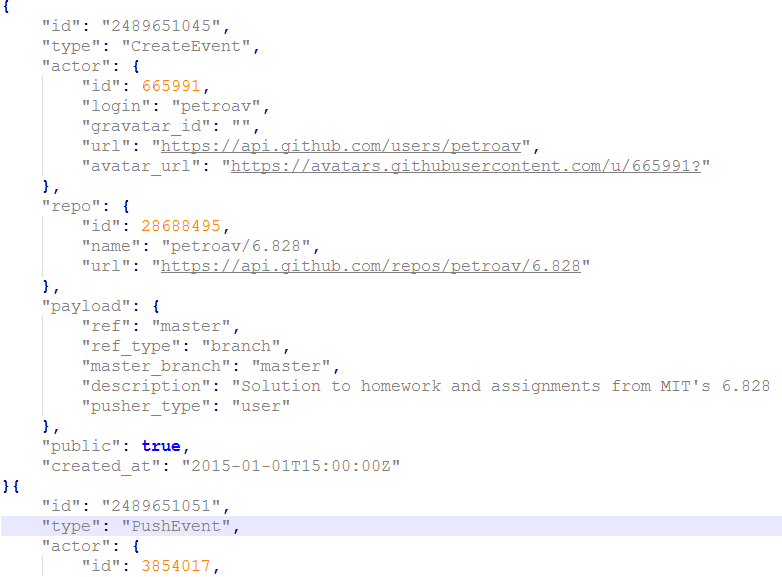 {
    "id": "2489651045",
    "type": "CreateEvent",
    "actor": {
        "id": 665991,
        "login": "petroav",
        "gravatar_id": "",
        "url": "https://api.github.com/users/petroav",
        "avatar_url": "https://avatars.githubusercontent.com/u/665991?"
    },
    "repo": {
        "id": 28688495,
        "name": "petroav/6.828",
        "url": "https://api.github.com/repos/petroav/6.828"
    },
    "payload": {
        "ref": "master",
        "ref_type": "branch",
        "master_branch": "master",
        "description": "Solution to homework and assignments from MIT's 6.828
        "pusher_type": "user"
    },
    "public": true,
    "created_at": "2015-01-01T15:00:00Z"
}{
    "id": "2489651051",
    "type": "PushEvent",
    "actor": {
        "id": 3854017,